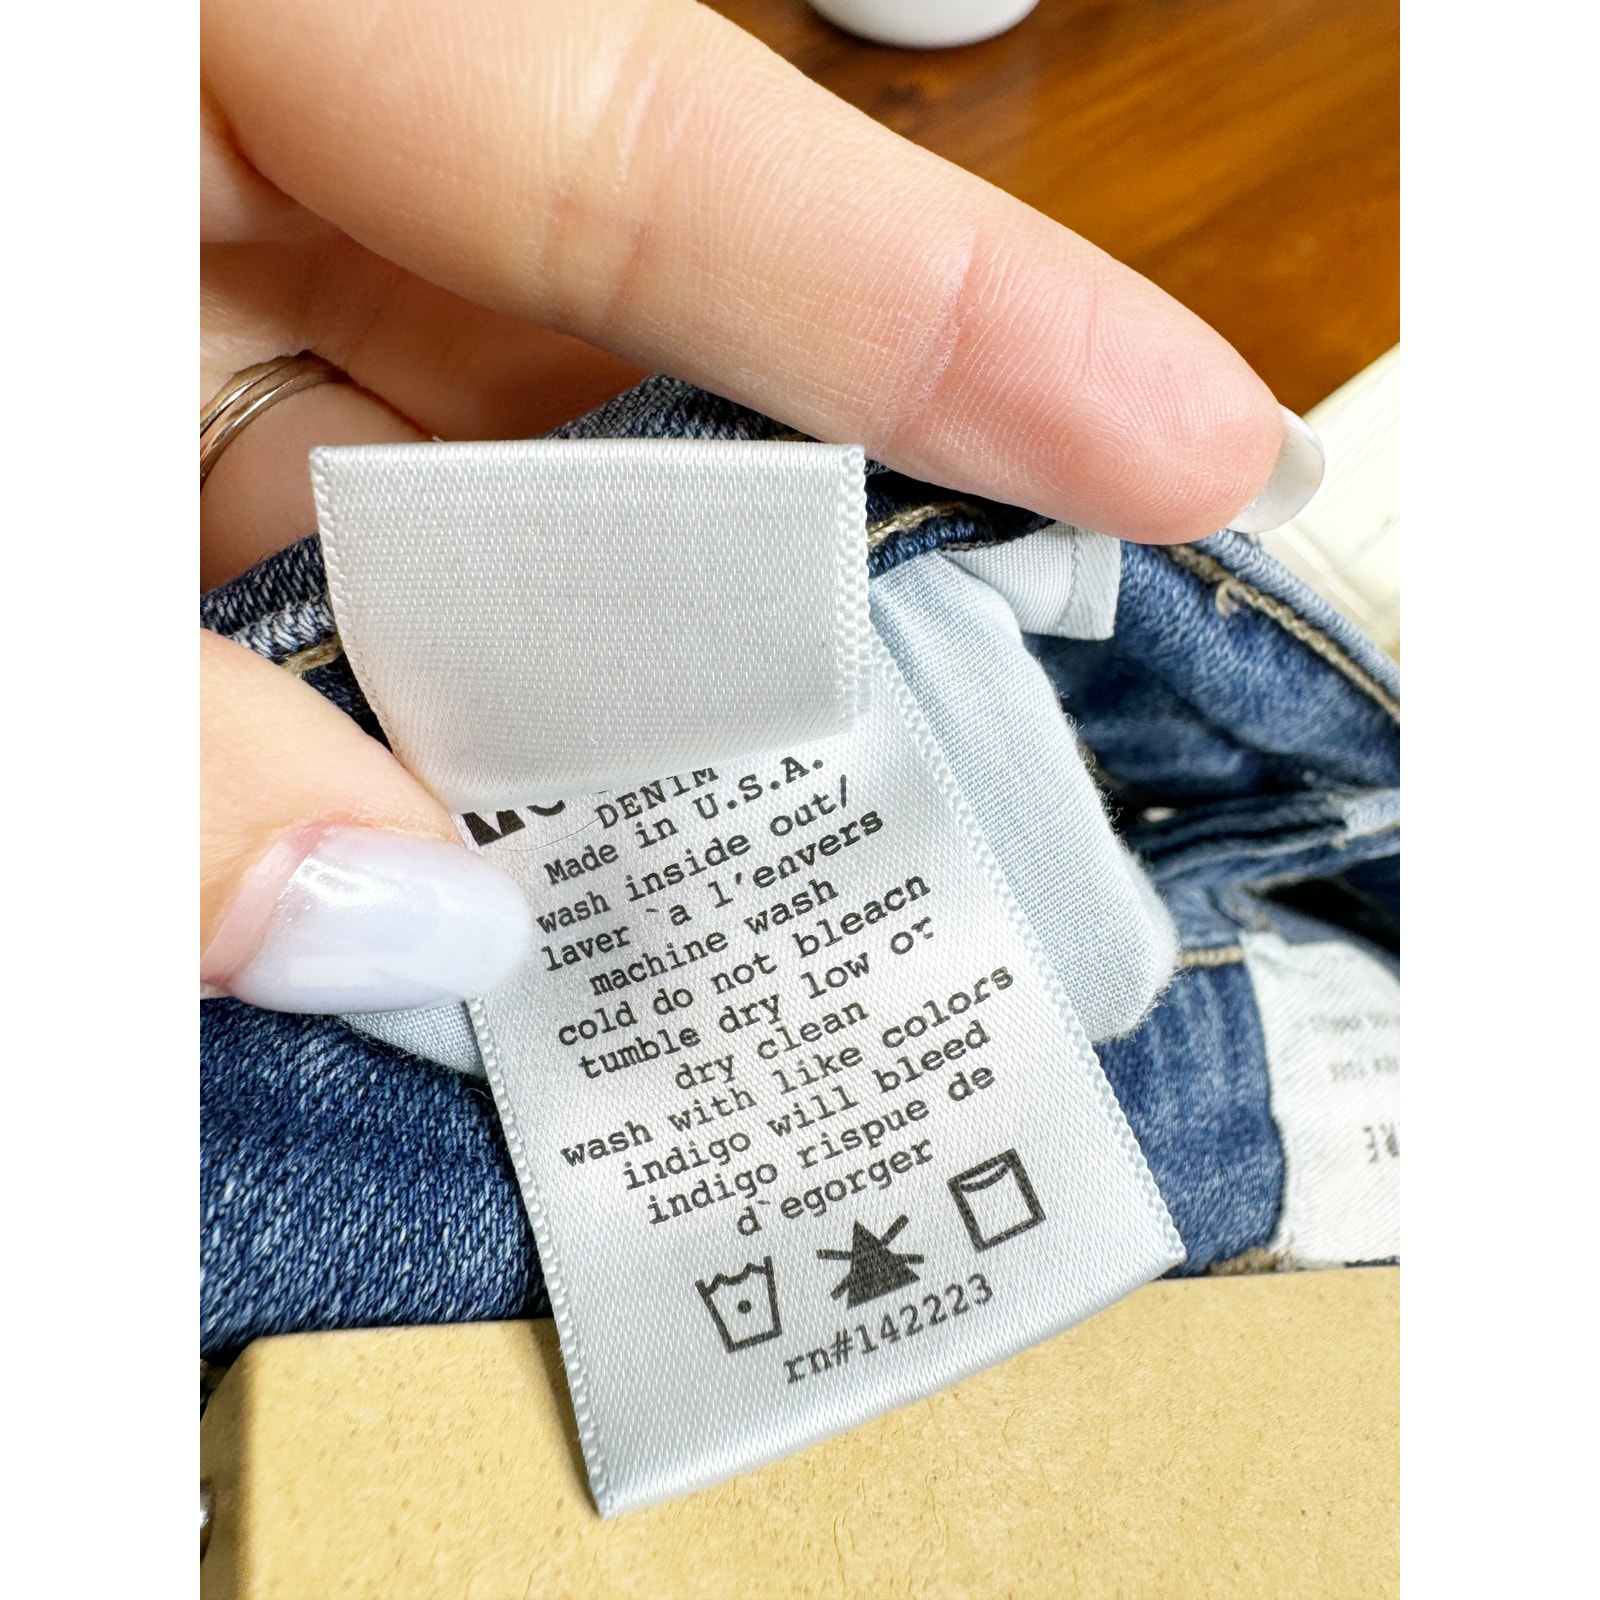 DENIM
Made in U.S.A.
wash inside out/
laver `a l'envers
machine wash
cold do not bleach
tumble dry low or
dry clean
wash with like colors
indigo will bleed
indigo rispue de
d`egorger
rn#142223